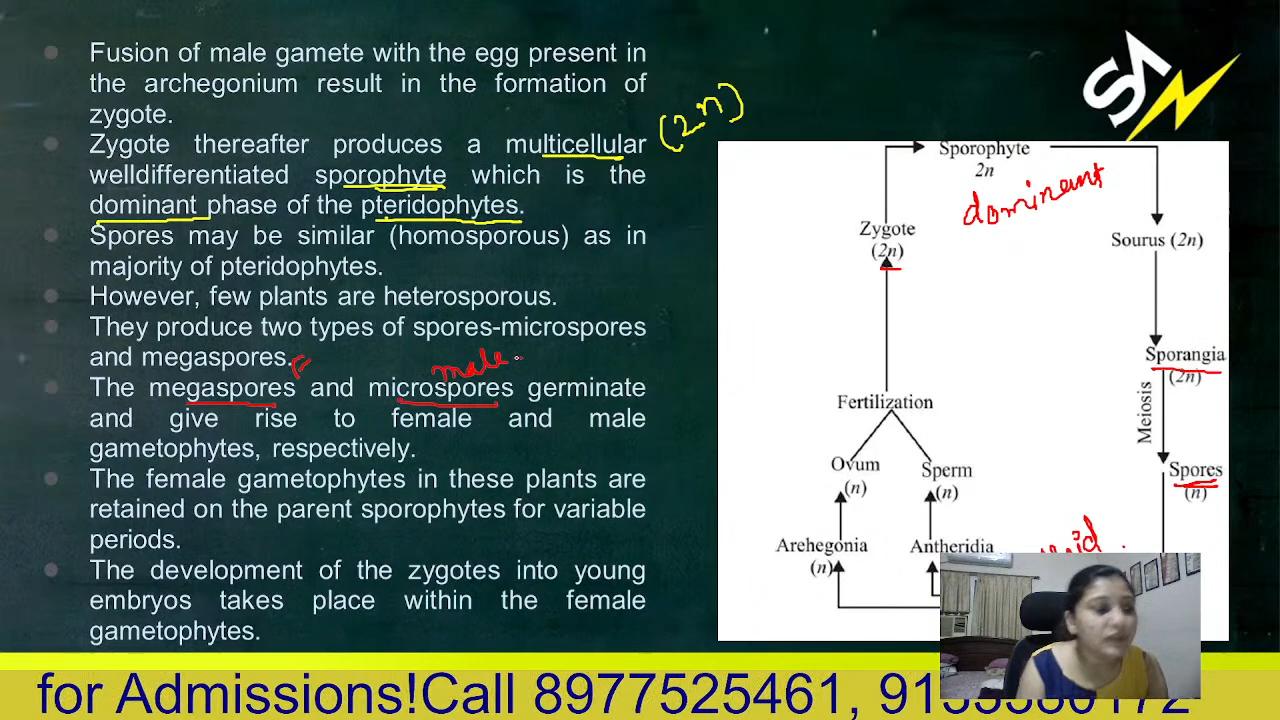 Fusion of male gamete with the egg present in
the archegonium result in the formation of
zygote.
Zygote thereafter produces a multicellular
welldifferentiated sporophyte which is the
dominant phase of the pteridophytes.
Spores may be similar (homosporous) as in
majority of pteridophytes.
However, few plants are heterosporous.
They produce two types of spores-microspores
and megaspores.
The megaspores and microspores germinate
and give rise to female and male
gametophytes, respectively.
The female gametophytes in these plants are
retained on the parent sporophytes for variable
periods.
The development of the zygotes into young
embryos takes place within the female
gametophytes.
(2n)
F
male
SAN
Sporophyte
2n
dominant
Zygote
(2n)
Sourus (2n)
Sporangia
(2n)
Meiosis
Fertilization
Ovum
(n)
Sperm
(n)
Spores
(n)
Arehegonia
(n)
Antheridia
for Admissions!Call 8977525461,